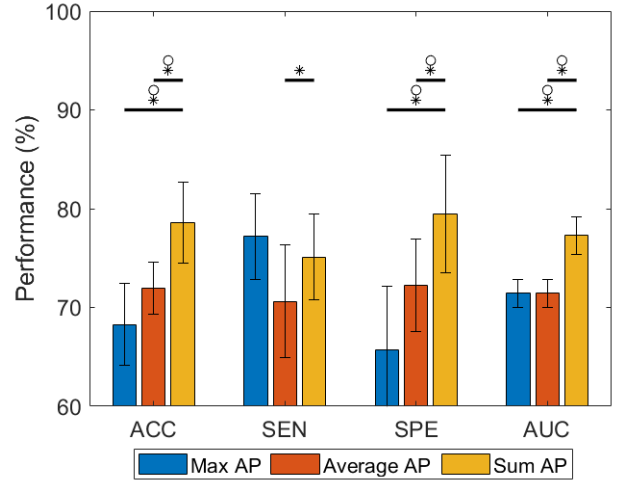 100
90
80
70
60
Performance (%)
ACC SEN SPE AUC
Max AP Average AP Sum AP